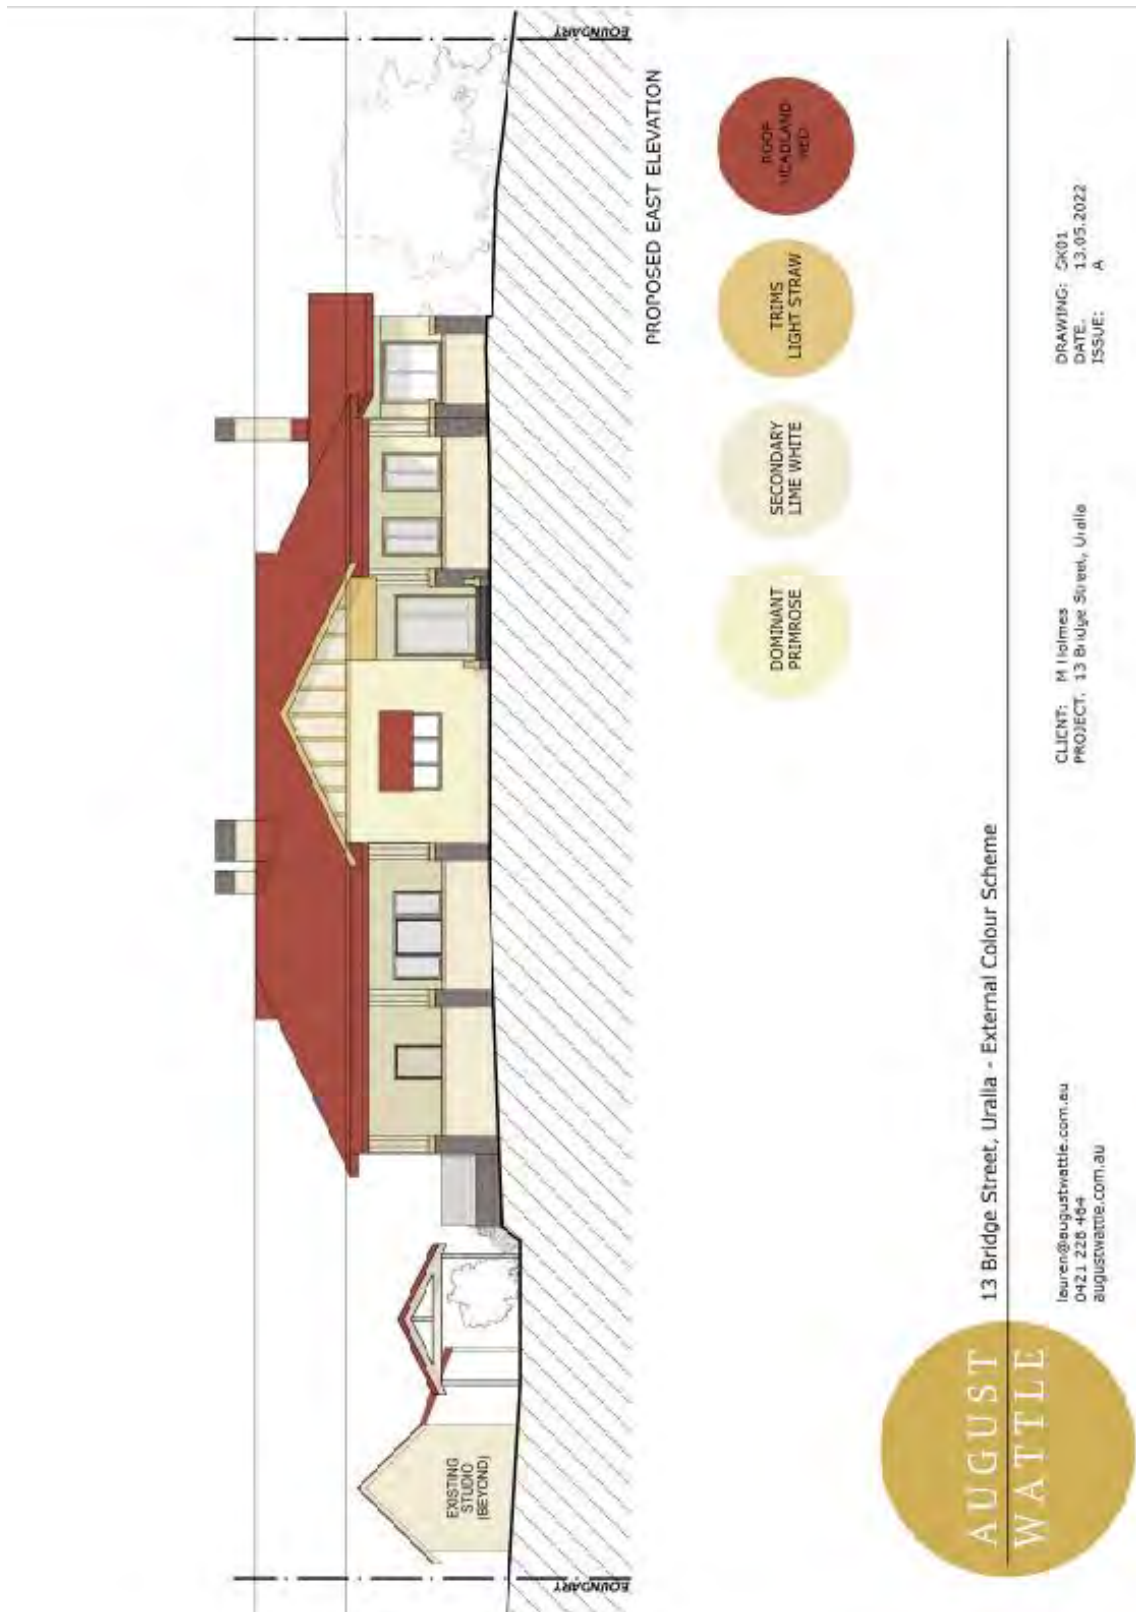 BOUNDARY
BOUNDARY
EXISTING
STUDIO
(BEYOND)
PROPOSED EAST ELEVATION
DOMINANT
PRIMROSE
SECONDARY
LIME WHITE
TRIMS
LIGHT STRAW
ROOF
HEADLAND
RED
13 Bridge Street, Uralla - External Colour Scheme
AUGUST
WATTLE
lauren@augustwattle.com.au
0421 228 464
augustwattle.com.au
CLIENT: M Holmes
PROJECT: 13 Bridge Street, Uralla
DRAWING: SK01
DATE: 13.05.2022
ISSUE: A